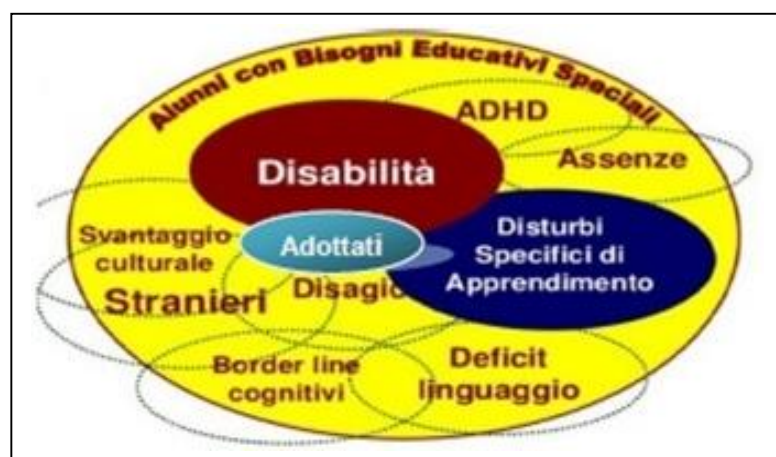 Alunni con Bisogni Educativi Speciali
ADHD
Disabilità
Assenze
Svantaggio
culturale
Adottati
Disturbi
Specifici di
Apprendimento
Stranieri
Disagio
Border line
cognitivi
Deficit
linguaggio